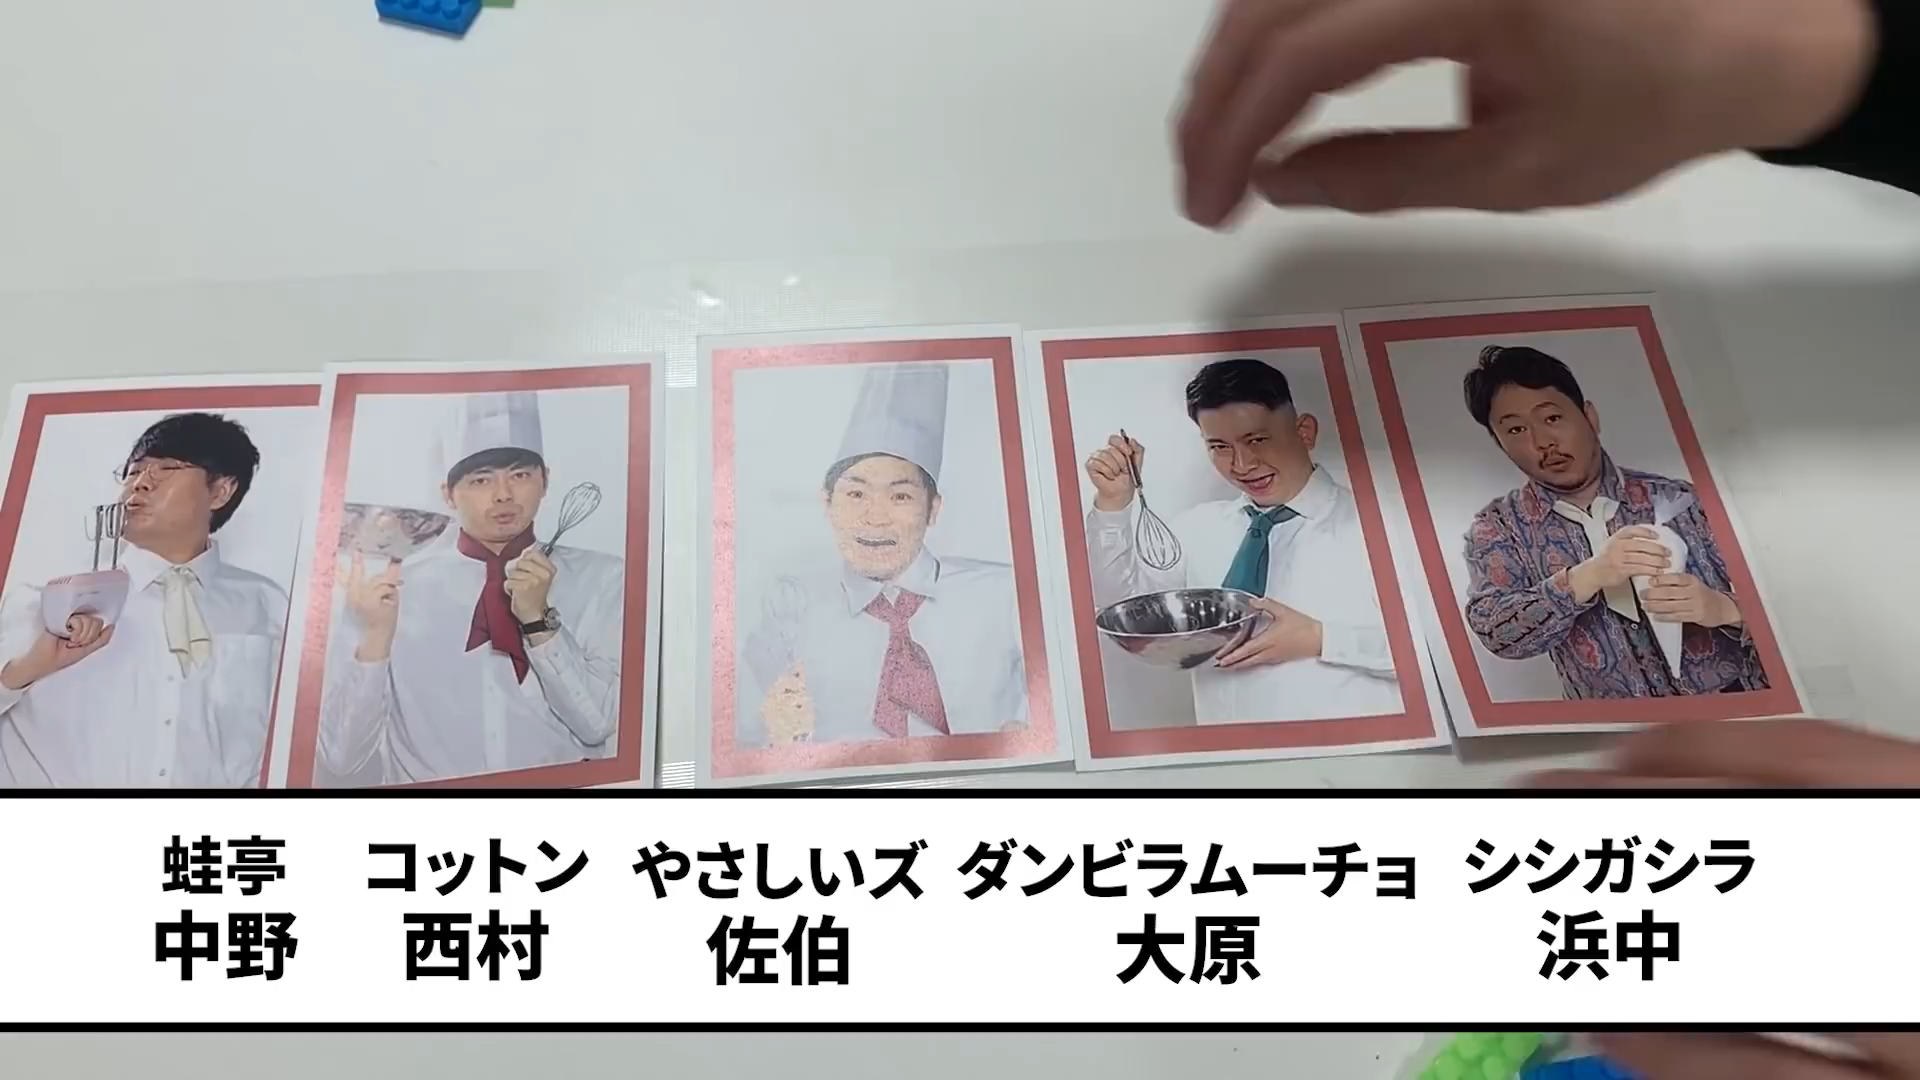 蛙亭 コットン やさしいズ ダンビラムーチョ シシガシラ
中野 西村 佐伯 大原 浜中